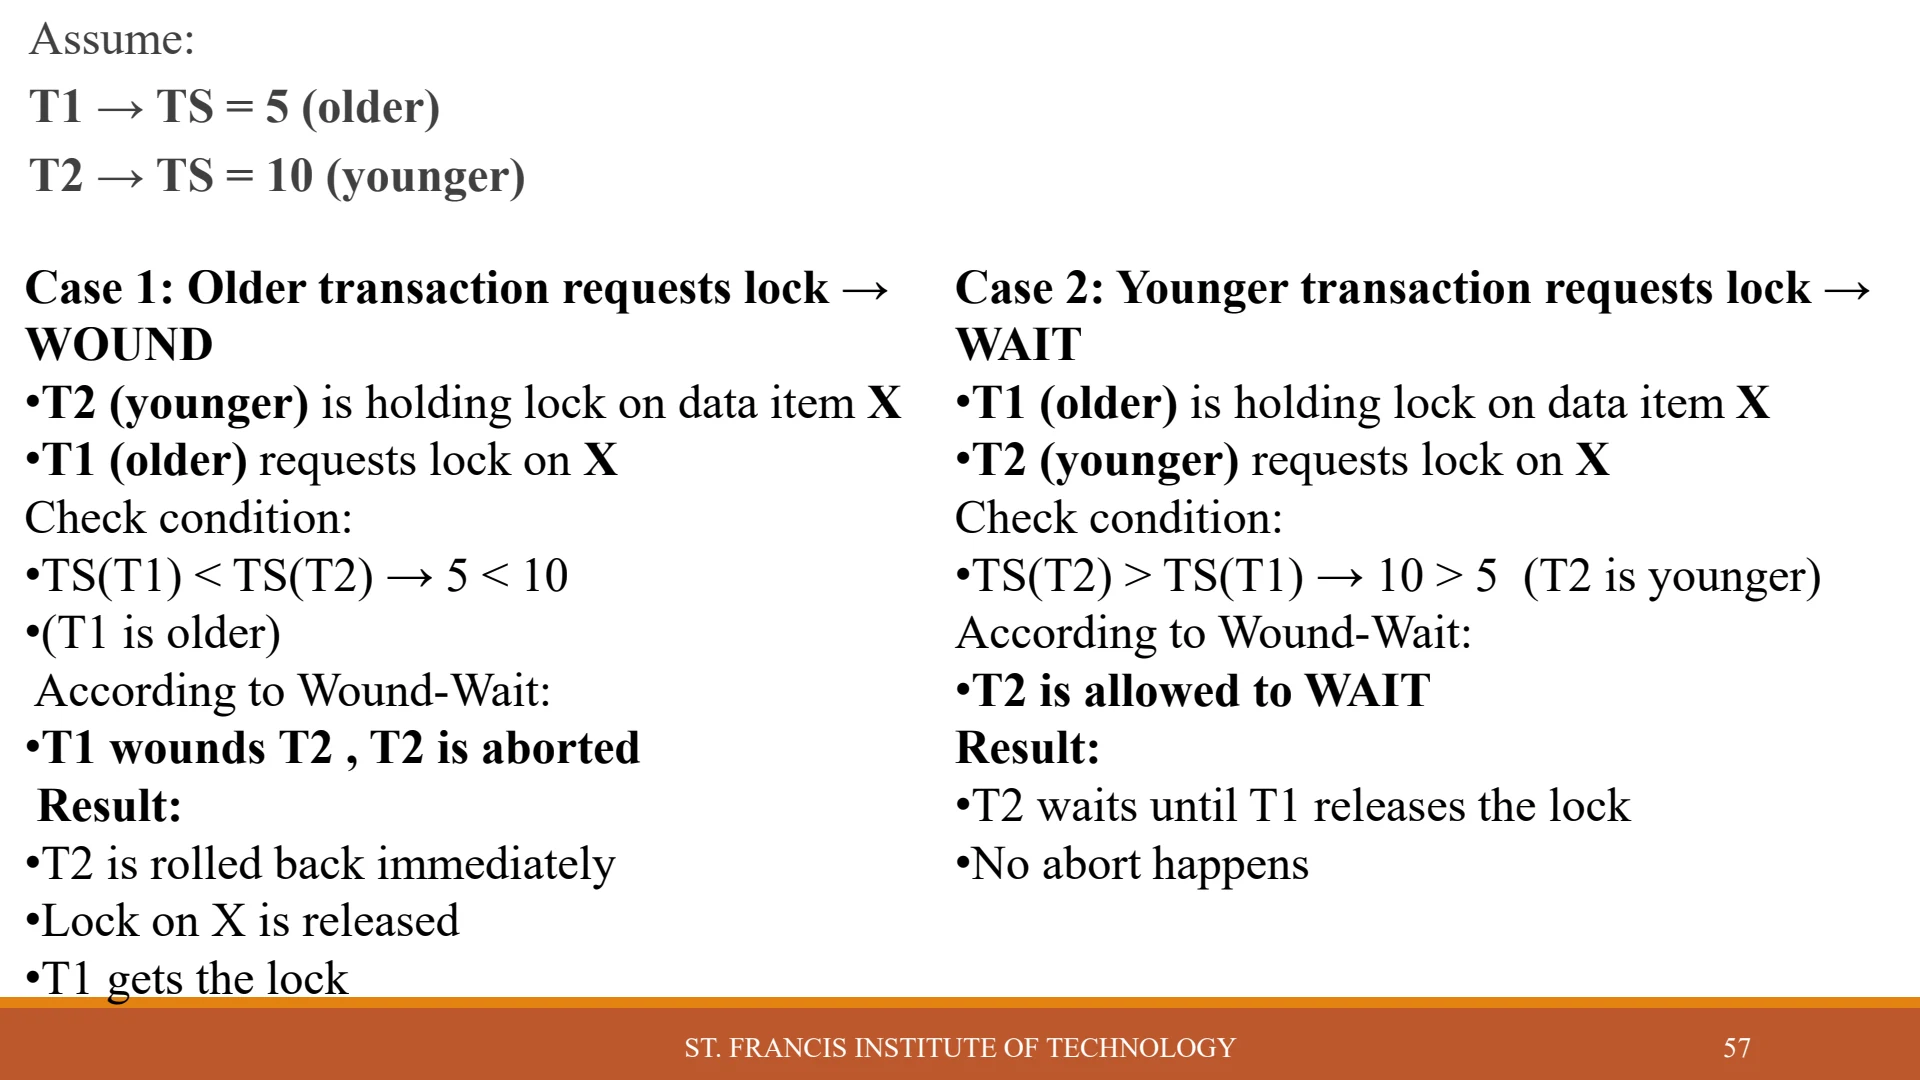 Assume:
T1 → TS = 5 (older)
T2 → TS = 10 (younger)
Case 1: Older transaction requests lock →
WOUND
•T2 (younger) is holding lock on data item X
•T1 (older) requests lock on X
Check condition:
•TS(T1) < TS(T2) → 5 < 10
•(T1 is older)
According to Wound-Wait:
•T1 wounds T2 , T2 is aborted
Result:
•T2 is rolled back immediately
•Lock on X is released
•T1 gets the lock
Case 2: Younger transaction requests lock →
WAIT
•T1 (older) is holding lock on data item X
•T2 (younger) requests lock on X
Check condition:
•TS(T2) > TS(T1) → 10 > 5 (T2 is younger)
According to Wound-Wait:
•T2 is allowed to WAIT
Result:
•T2 waits until T1 releases the lock
•No abort happens
ST. FRANCIS INSTITUTE OF TECHNOLOGY
57